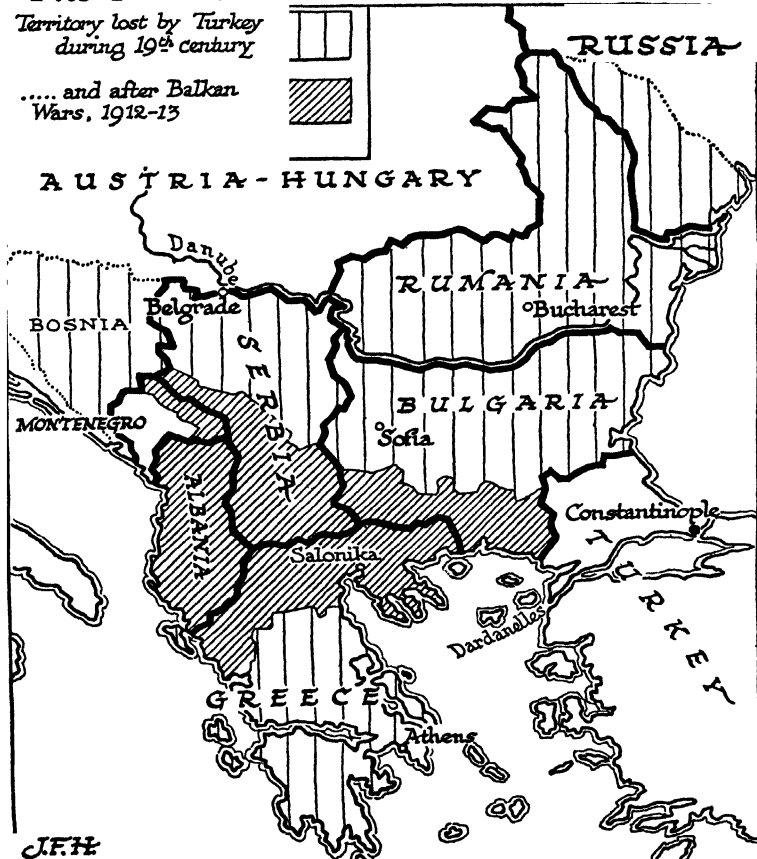 Territory lost by Turkey
during 19th century
..... and after Balkan
Wars, 1912-13
RUSSIA
AUSTRIA-HUNGARY
Danube
RUMANIA
Belgrade
Bucharest
BOSNIA
SERBIA
BULGARIA
MONTENEGRO
Sofia
ALBANIA
Constantinople
Salonika
TURKEY
Dardanelles
GREECE
Athens
J.F.H.